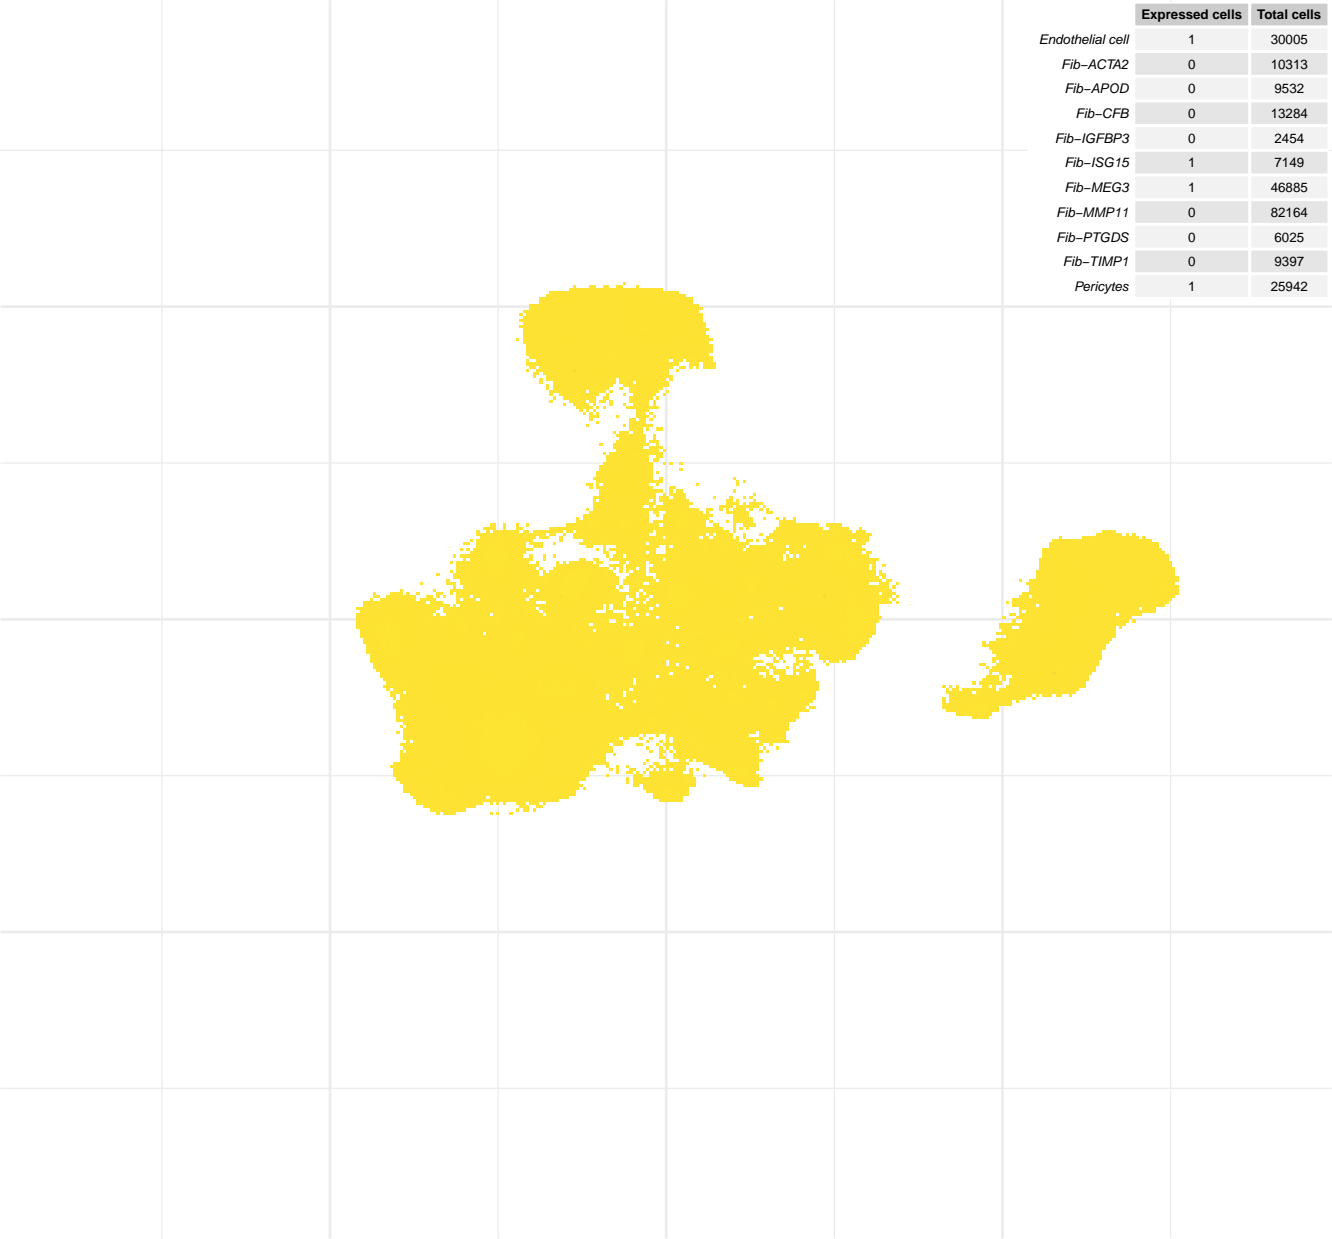 Expressed cells Total cells
Endothelial cell 1 30005
Fib−ACTA2 0 10313
Fib−APOD 0 9532
Fib−CFB 0 13284
Fib−IGFBP3 0 2454
Fib−ISG15 1 7149
Fib−MEG3 1 46885
Fib−MMP11 0 82164
Fib−PTGDS 0 6025
Fib−TIMP1 0 9397
Pericytes 1 25942